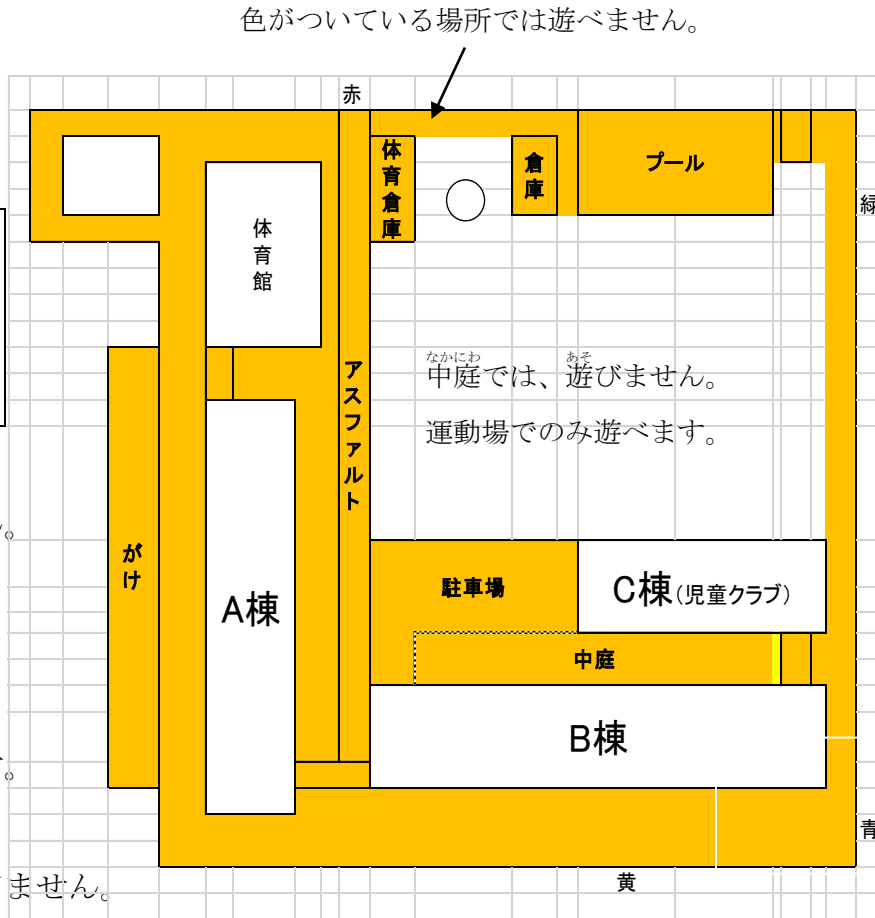 色がついている場所では遊べません。
赤
体育倉庫
倉庫
プール
緑
体育館
なかにわ
あそ
中庭では、遊びません。
運動場でのみ遊べます。
アスファルト
がけ
A棟
駐車場
C棟(児童クラブ)
中庭
B棟
青
ません。
黄